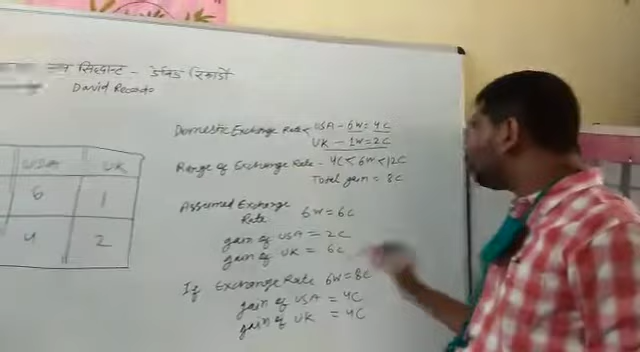 सिद्धान्ट - डेविड रिकार्डो
David Recardo
Domestic Exchange Rate < USA - 6W = 4C
UK - 1W = 2C
Range of Exchange Rate - 4C < 6W < 12C
Total gain = 8C
USA UK
6 1
4 2
Assumed Exchange Rate 6W = 6C
gain of USA = 2C
gain of UK = 6C
If Exchange Rate 6W = 8C
gain of USA = 4C
gain of UK = 4C